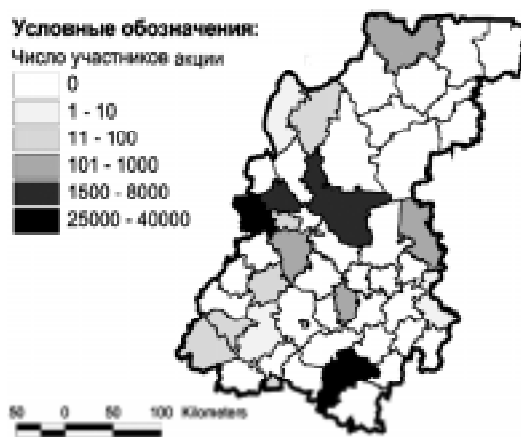 Условные обозначения:
Число участников акции
0
1 - 10
11 - 100
101 - 1000
1500 - 8000
25000 - 40000
50 0 50 100 Kilometers